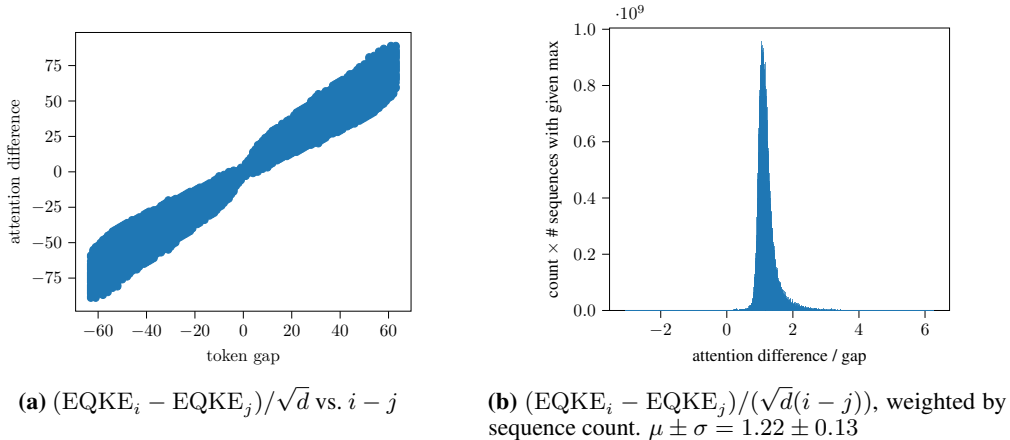 75
50
25
0
−25
−50
−75
attention difference
−60 −40 −20 0 20 40 60
token gap
(a) (EQKE_i − EQKE_j)/√d vs. i − j
·10^9
1.0
0.8
0.6
0.4
0.2
0.0
count × # sequences with given max
−2 0 2 4 6
attention difference / gap
(b) (EQKE_i − EQKE_j)/(√d(i − j)), weighted by
sequence count. μ ± σ = 1.22 ± 0.13